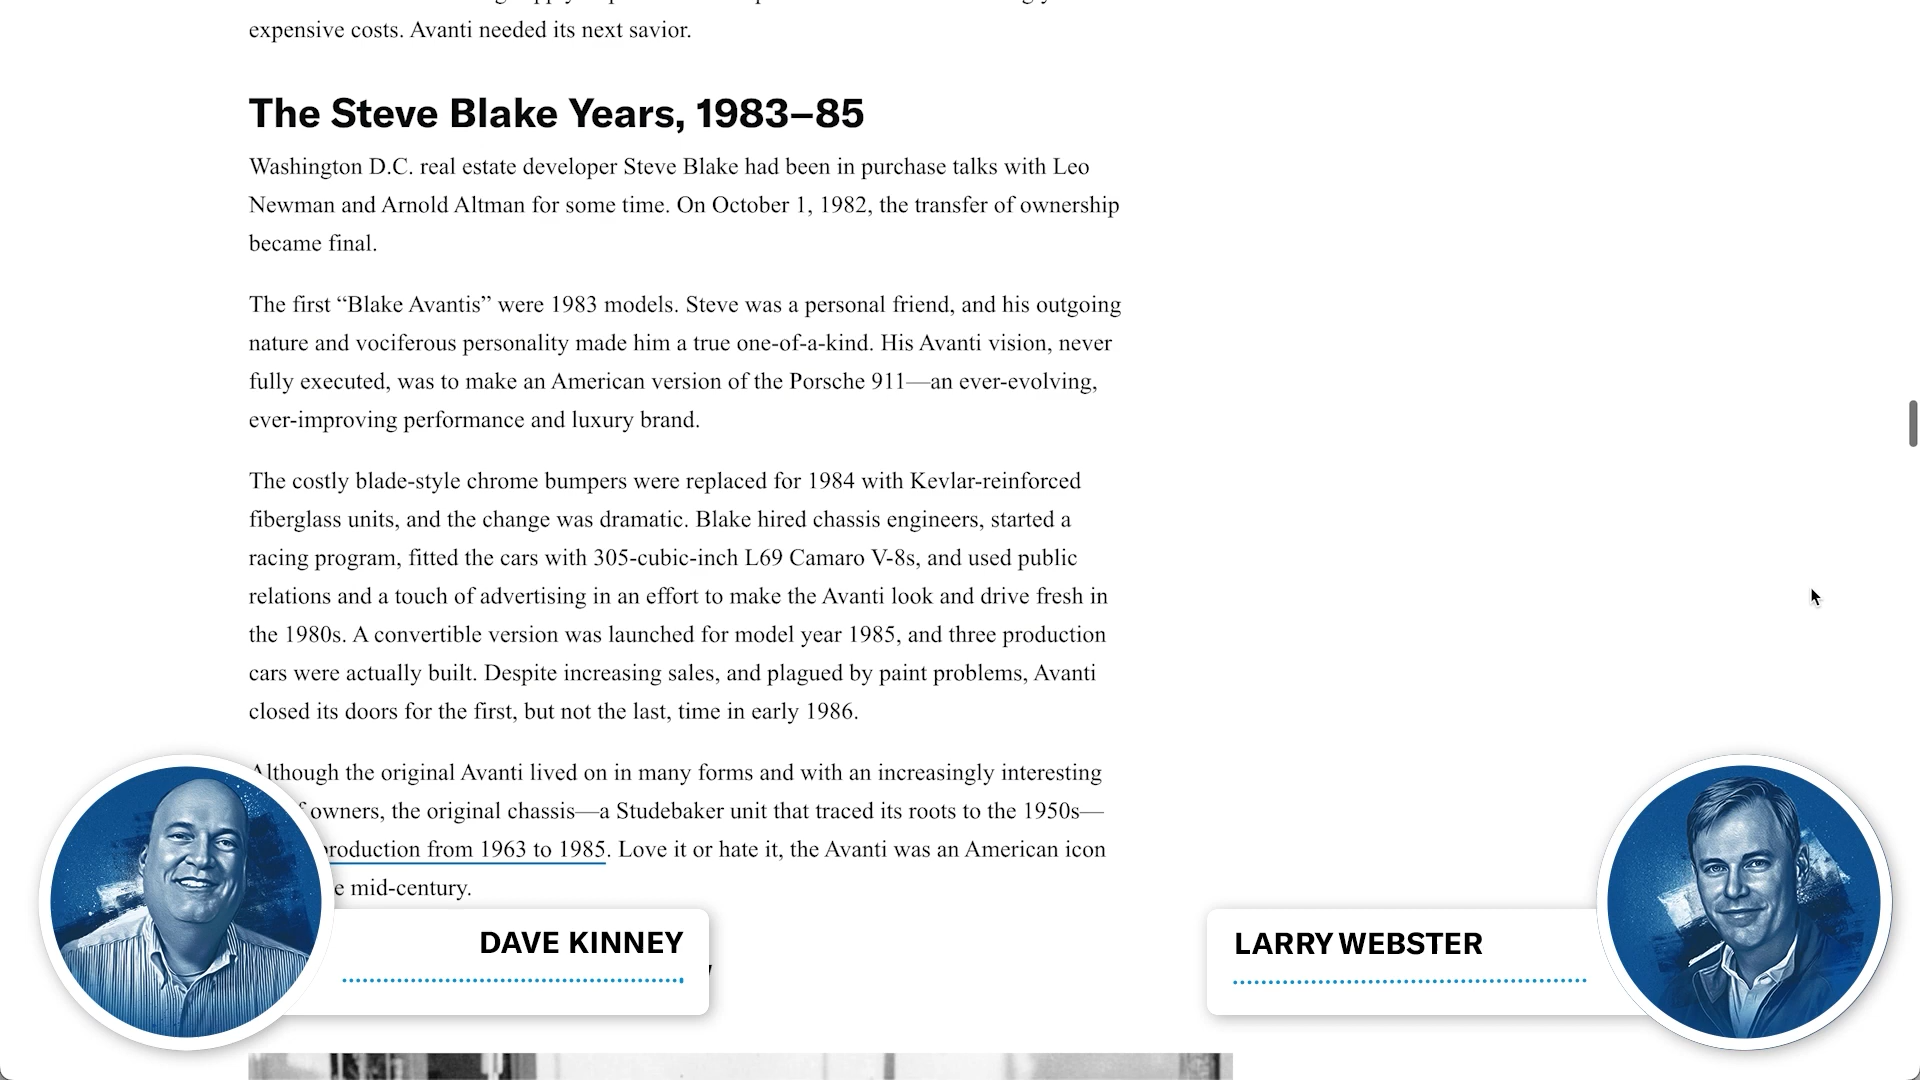 expensive costs. Avanti needed its next savior.
The Steve Blake Years, 1983–85
Washington D.C. real estate developer Steve Blake had been in purchase talks with Leo
Newman and Arnold Altman for some time. On October 1, 1982, the transfer of ownership
became final.
The first “Blake Avantis” were 1983 models. Steve was a personal friend, and his outgoing
nature and vociferous personality made him a true one-of-a-kind. His Avanti vision, never
fully executed, was to make an American version of the Porsche 911—an ever-evolving,
ever-improving performance and luxury brand.
The costly blade-style chrome bumpers were replaced for 1984 with Kevlar-reinforced
fiberglass units, and the change was dramatic. Blake hired chassis engineers, started a
racing program, fitted the cars with 305-cubic-inch L69 Camaro V-8s, and used public
relations and a touch of advertising in an effort to make the Avanti look and drive fresh in
the 1980s. A convertible version was launched for model year 1985, and three production
cars were actually built. Despite increasing sales, and plagued by paint problems, Avanti
closed its doors for the first, but not the last, time in early 1986.
Although the original Avanti lived on in many forms and with an increasingly interesting
owners, the original chassis—a Studebaker unit that traced its roots to the 1950s—
production from 1963 to 1985. Love it or hate it, the Avanti was an American icon
mid-century.
DAVE KINNEY
LARRY WEBSTER